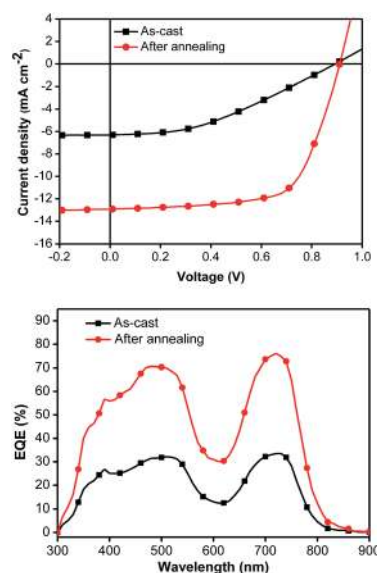 4
2
0
-2
-4
-6
-8
-10
-12
-14
-16
Current density (mA cm-2)
As-cast
After annealing
-0.2 0.0 0.2 0.4 0.6 0.8 1.0
Voltage (V)
90
80
70
60
50
40
30
20
10
0
EQE (%)
As-cast
After annealing
300 400 500 600 700 800 900
Wavelength (nm)